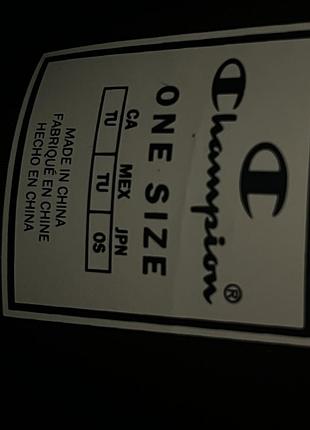 Champion®
ONE SIZE
CA MEX JPN
TU TU OS
MADE IN CHINA
FABRIQUÉ EN CHINE
HECHO EN CHINA